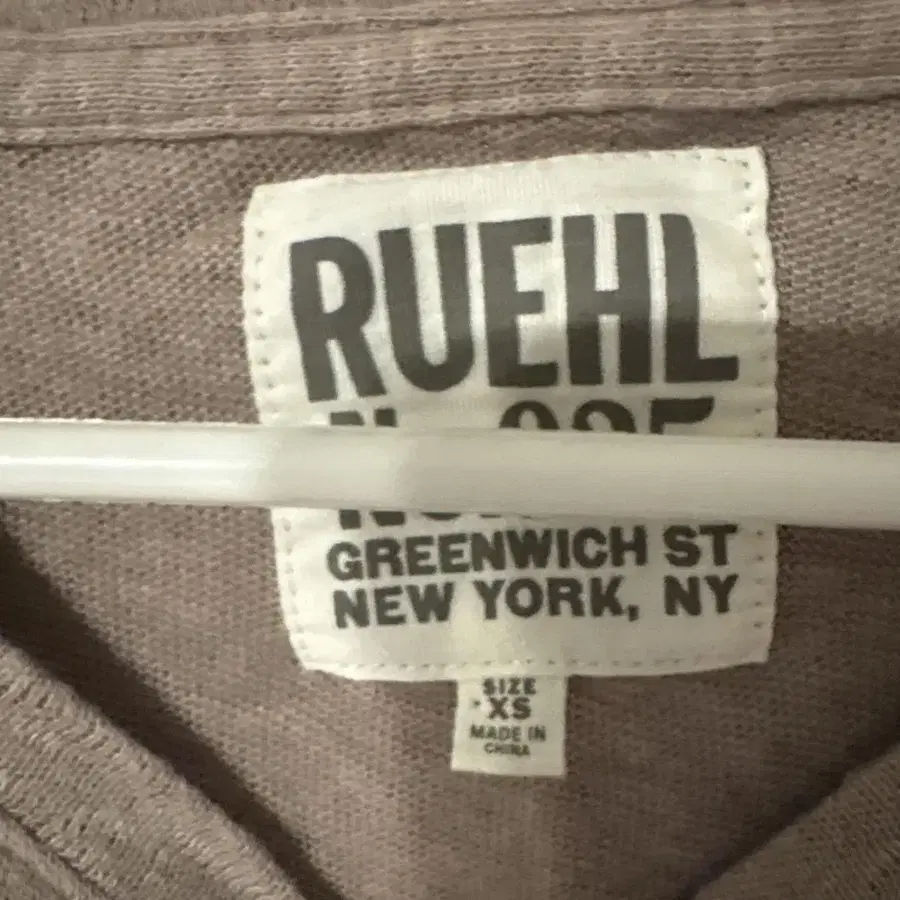 RUEHL
GREENWICH ST
NEW YORK, NY
SIZE
XS
MADE IN
CHINA